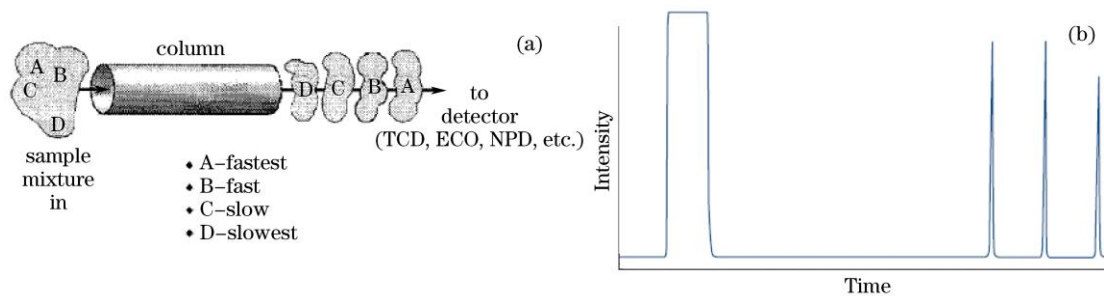 column
(a)
A
B
C
D
D
C
B
A
to
detector
(TCD, ECO, NPD, etc.)
sample
mixture
in
A–fastest
B–fast
C–slow
D–slowest
(b)
Intensity
Time